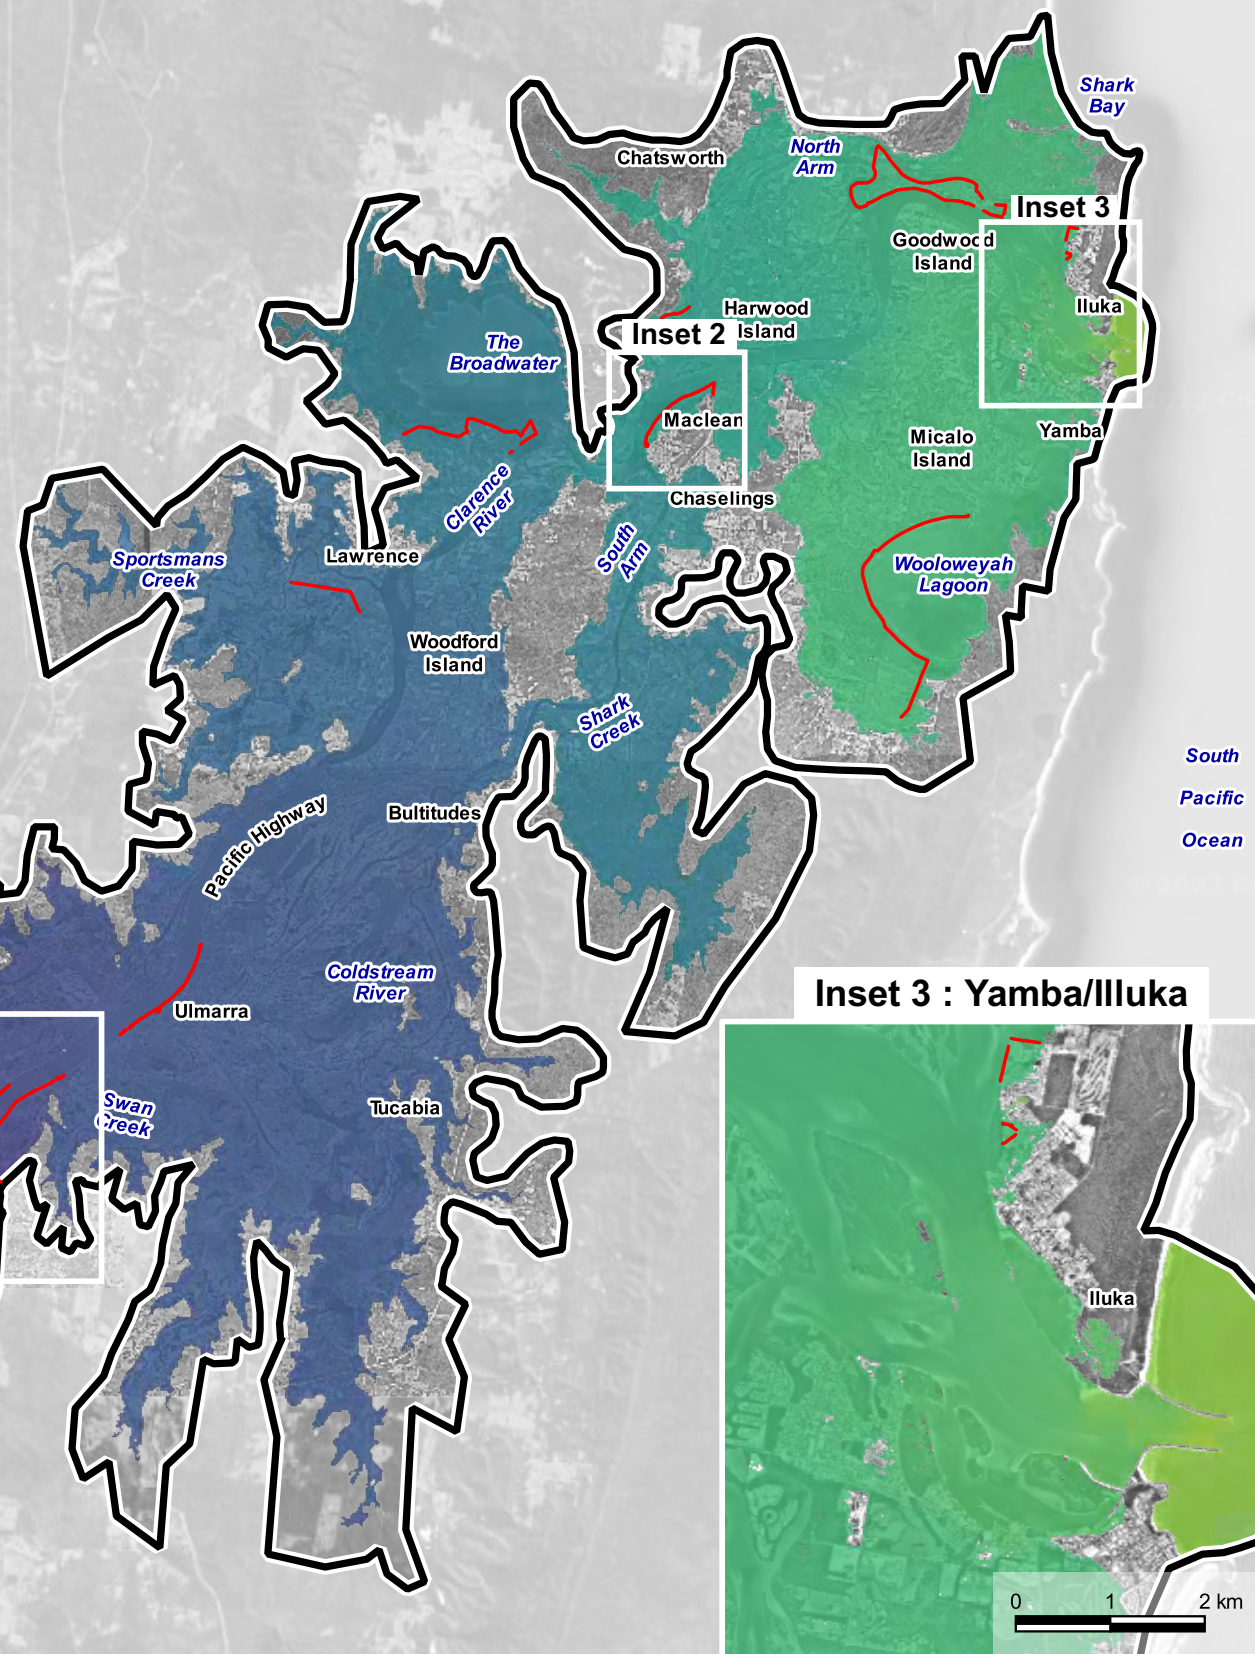 Shark
Bay
North
Arm
Chatsworth
Inset 3
Goodwood
Island
Iluka
Harwood
Island
Inset 2
The
Broadwater
Maclean
Yamba
Micalo
Island
Chaselings
Clarence
River
South
Arm
Lawrence
Sportsmans
Creek
Wooloweyah
Lagoon
Woodford
Island
Shark
Creek
South
Pacific
Ocean
Bultitudes
Pacific Highway
Coldstream
River
Ulmarra
Inset 3 : Yamba/Illuka
Swan
Creek
Tucabia
Iluka
0 1 2 km